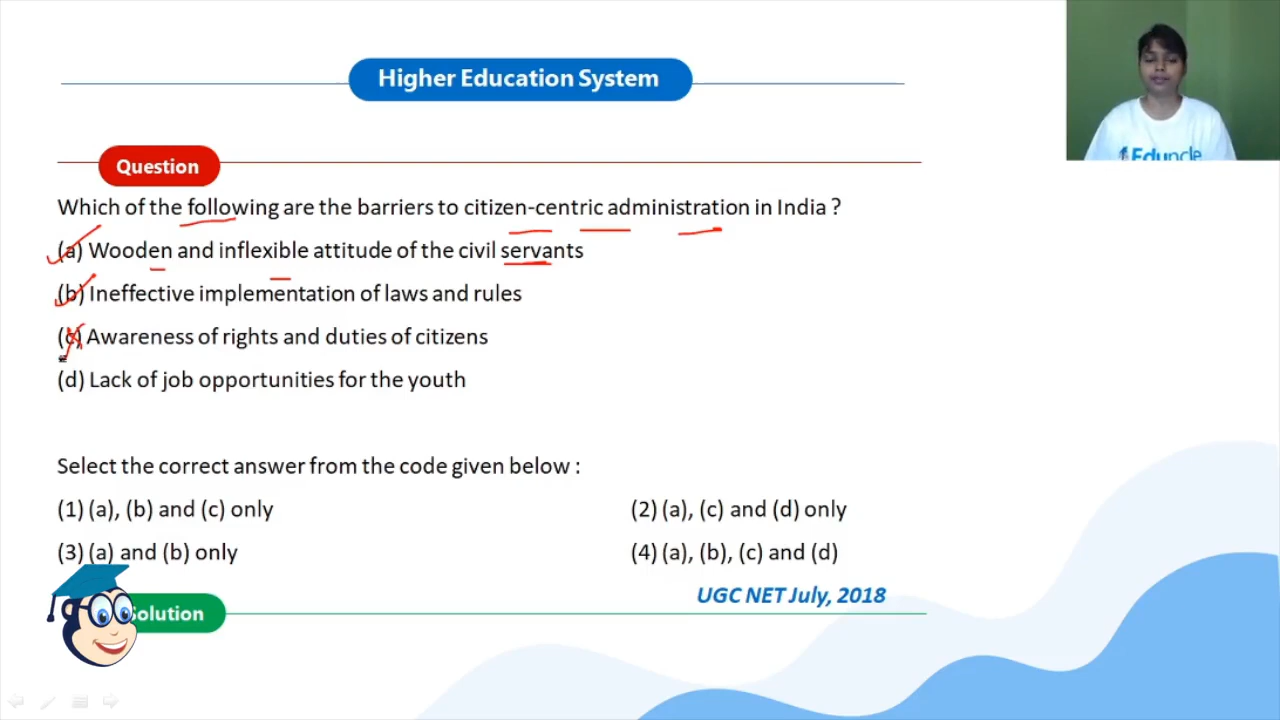 Higher Education System
Eduncle
Question
Which of the following are the barriers to citizen-centric administration in India ?
(a) Wooden and inflexible attitude of the civil servants
(b) Ineffective implementation of laws and rules
(c) Awareness of rights and duties of citizens
(d) Lack of job opportunities for the youth
Select the correct answer from the code given below :
(1) (a), (b) and (c) only
(2) (a), (c) and (d) only
(3) (a) and (b) only
(4) (a), (b), (c) and (d)
UGC NET July, 2018
Solution